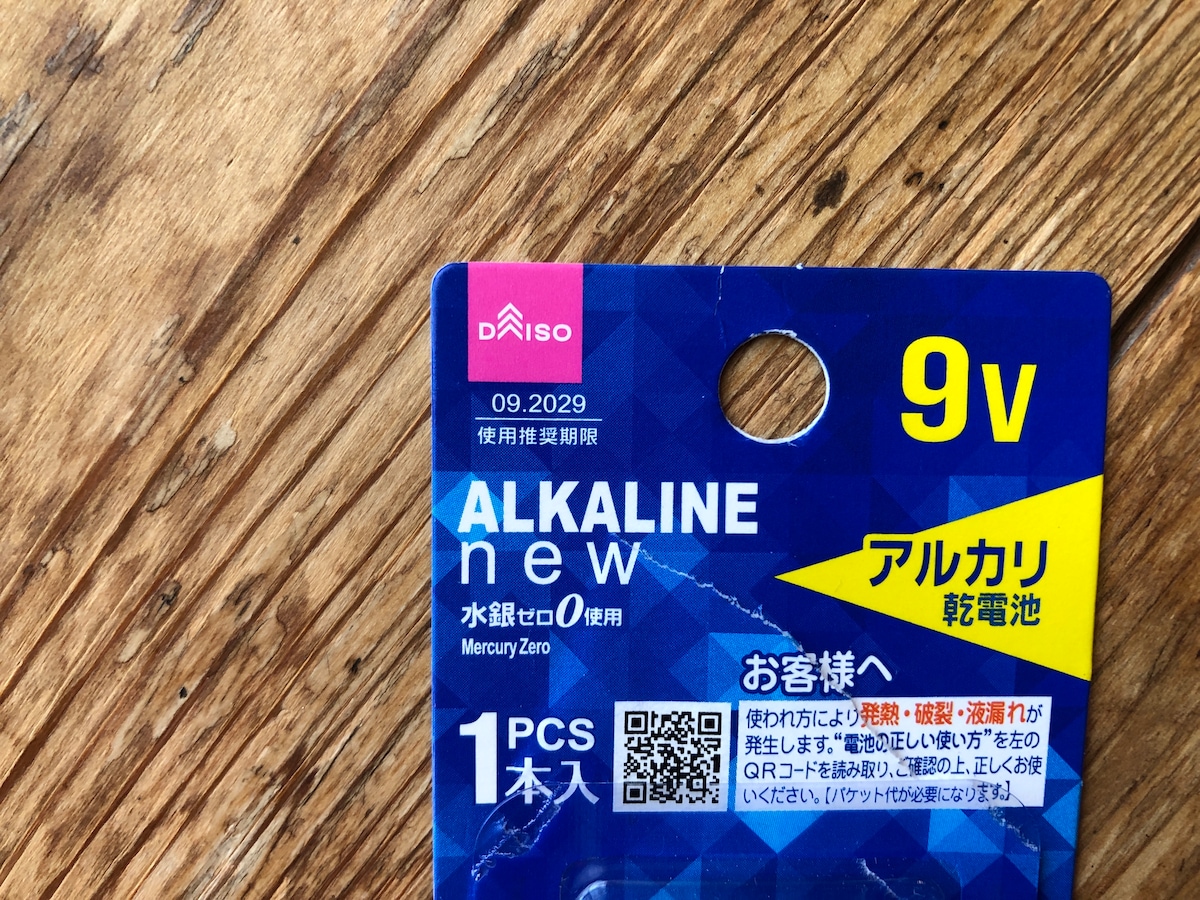 DAISO
09.2029
使用推奨期限
9V
ALKALINE
new
水銀ゼロ0使用
Mercury Zero
アルカリ
乾電池
1PCS
本入
お客様へ
使われ方により発熱・破裂・液漏れが
発生します。“電池の正しい使い方”を左の
QRコードを読み取り、ご確認の上、正しくお使
いください。【パケット代が必要になります。】